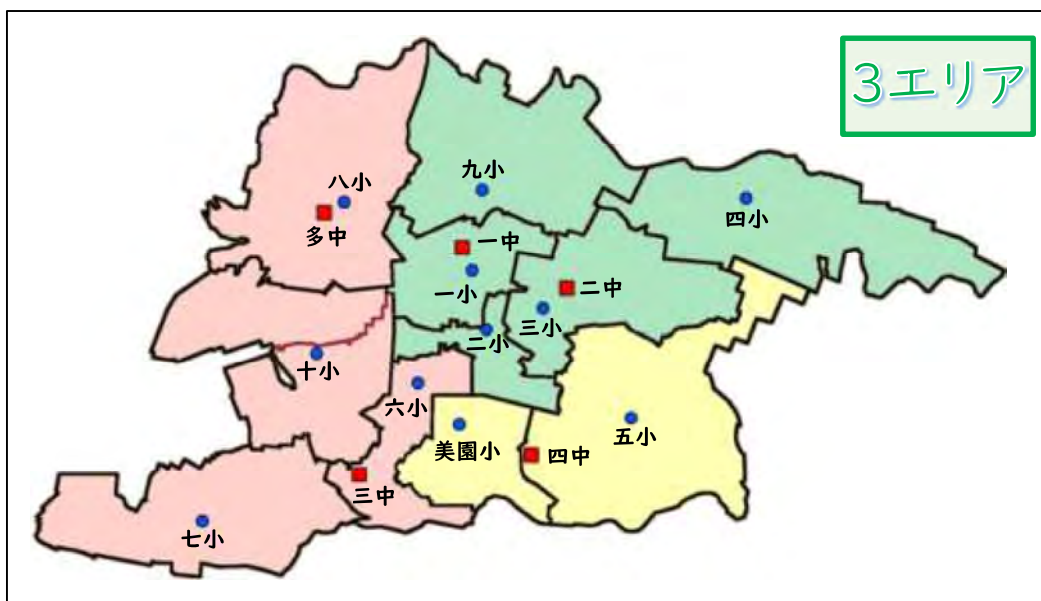 3エリア
九小
八小
四小
多中
一中
一小
二中
三小
二小
十小
六小
美園小
五小
四中
三中
七小